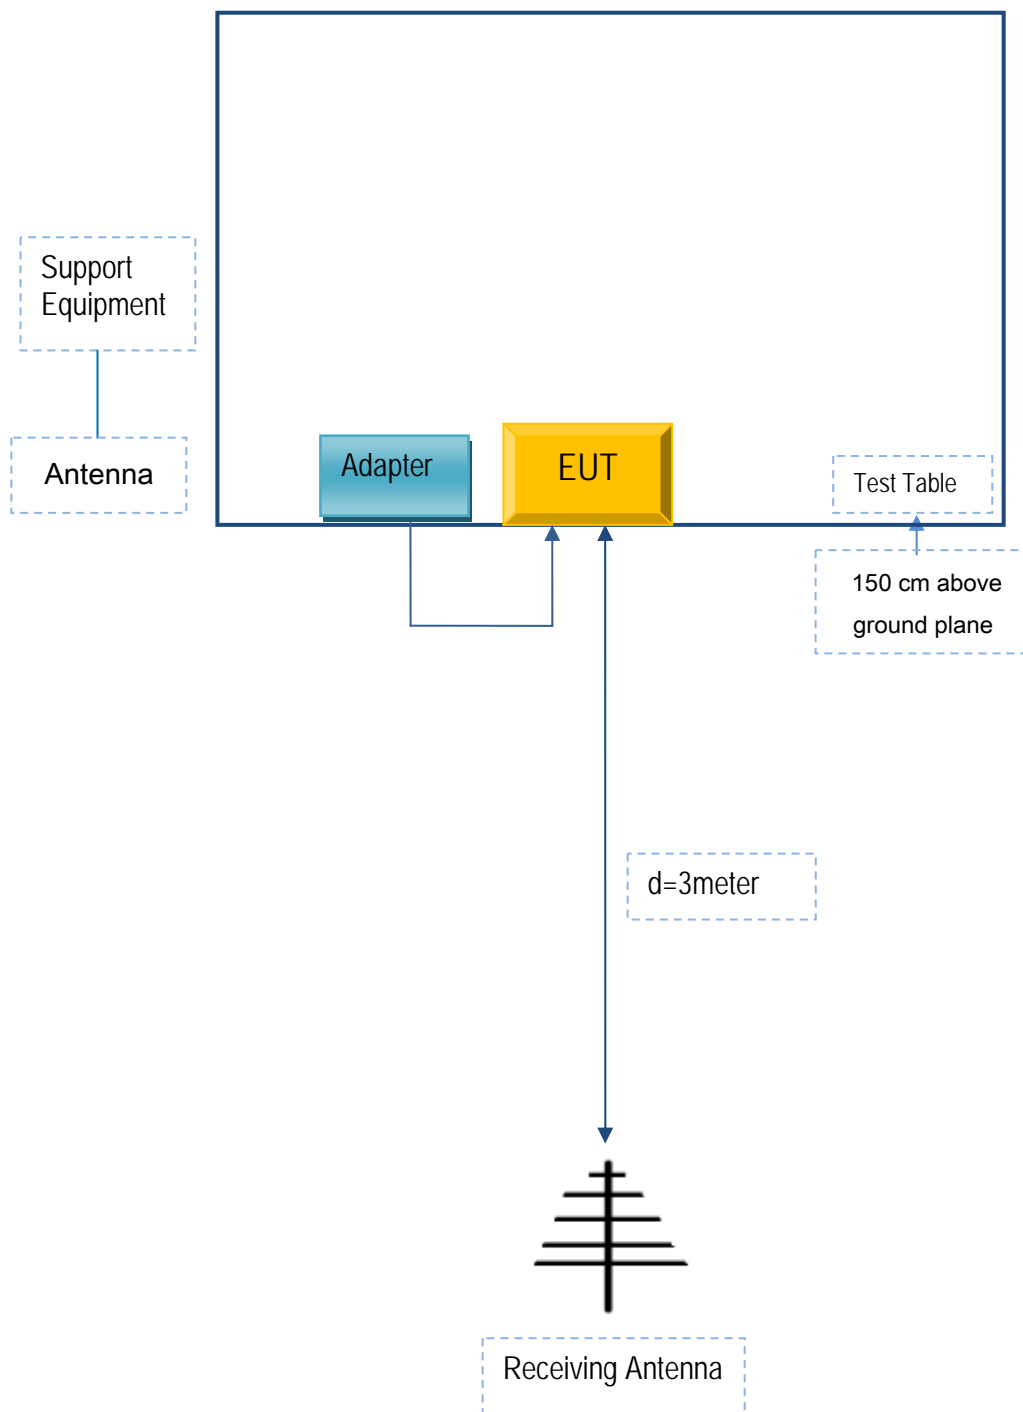 Support
Equipment
Antenna
Adapter
EUT
Test Table
150 cm above
ground plane
d=3meter
Receiving Antenna